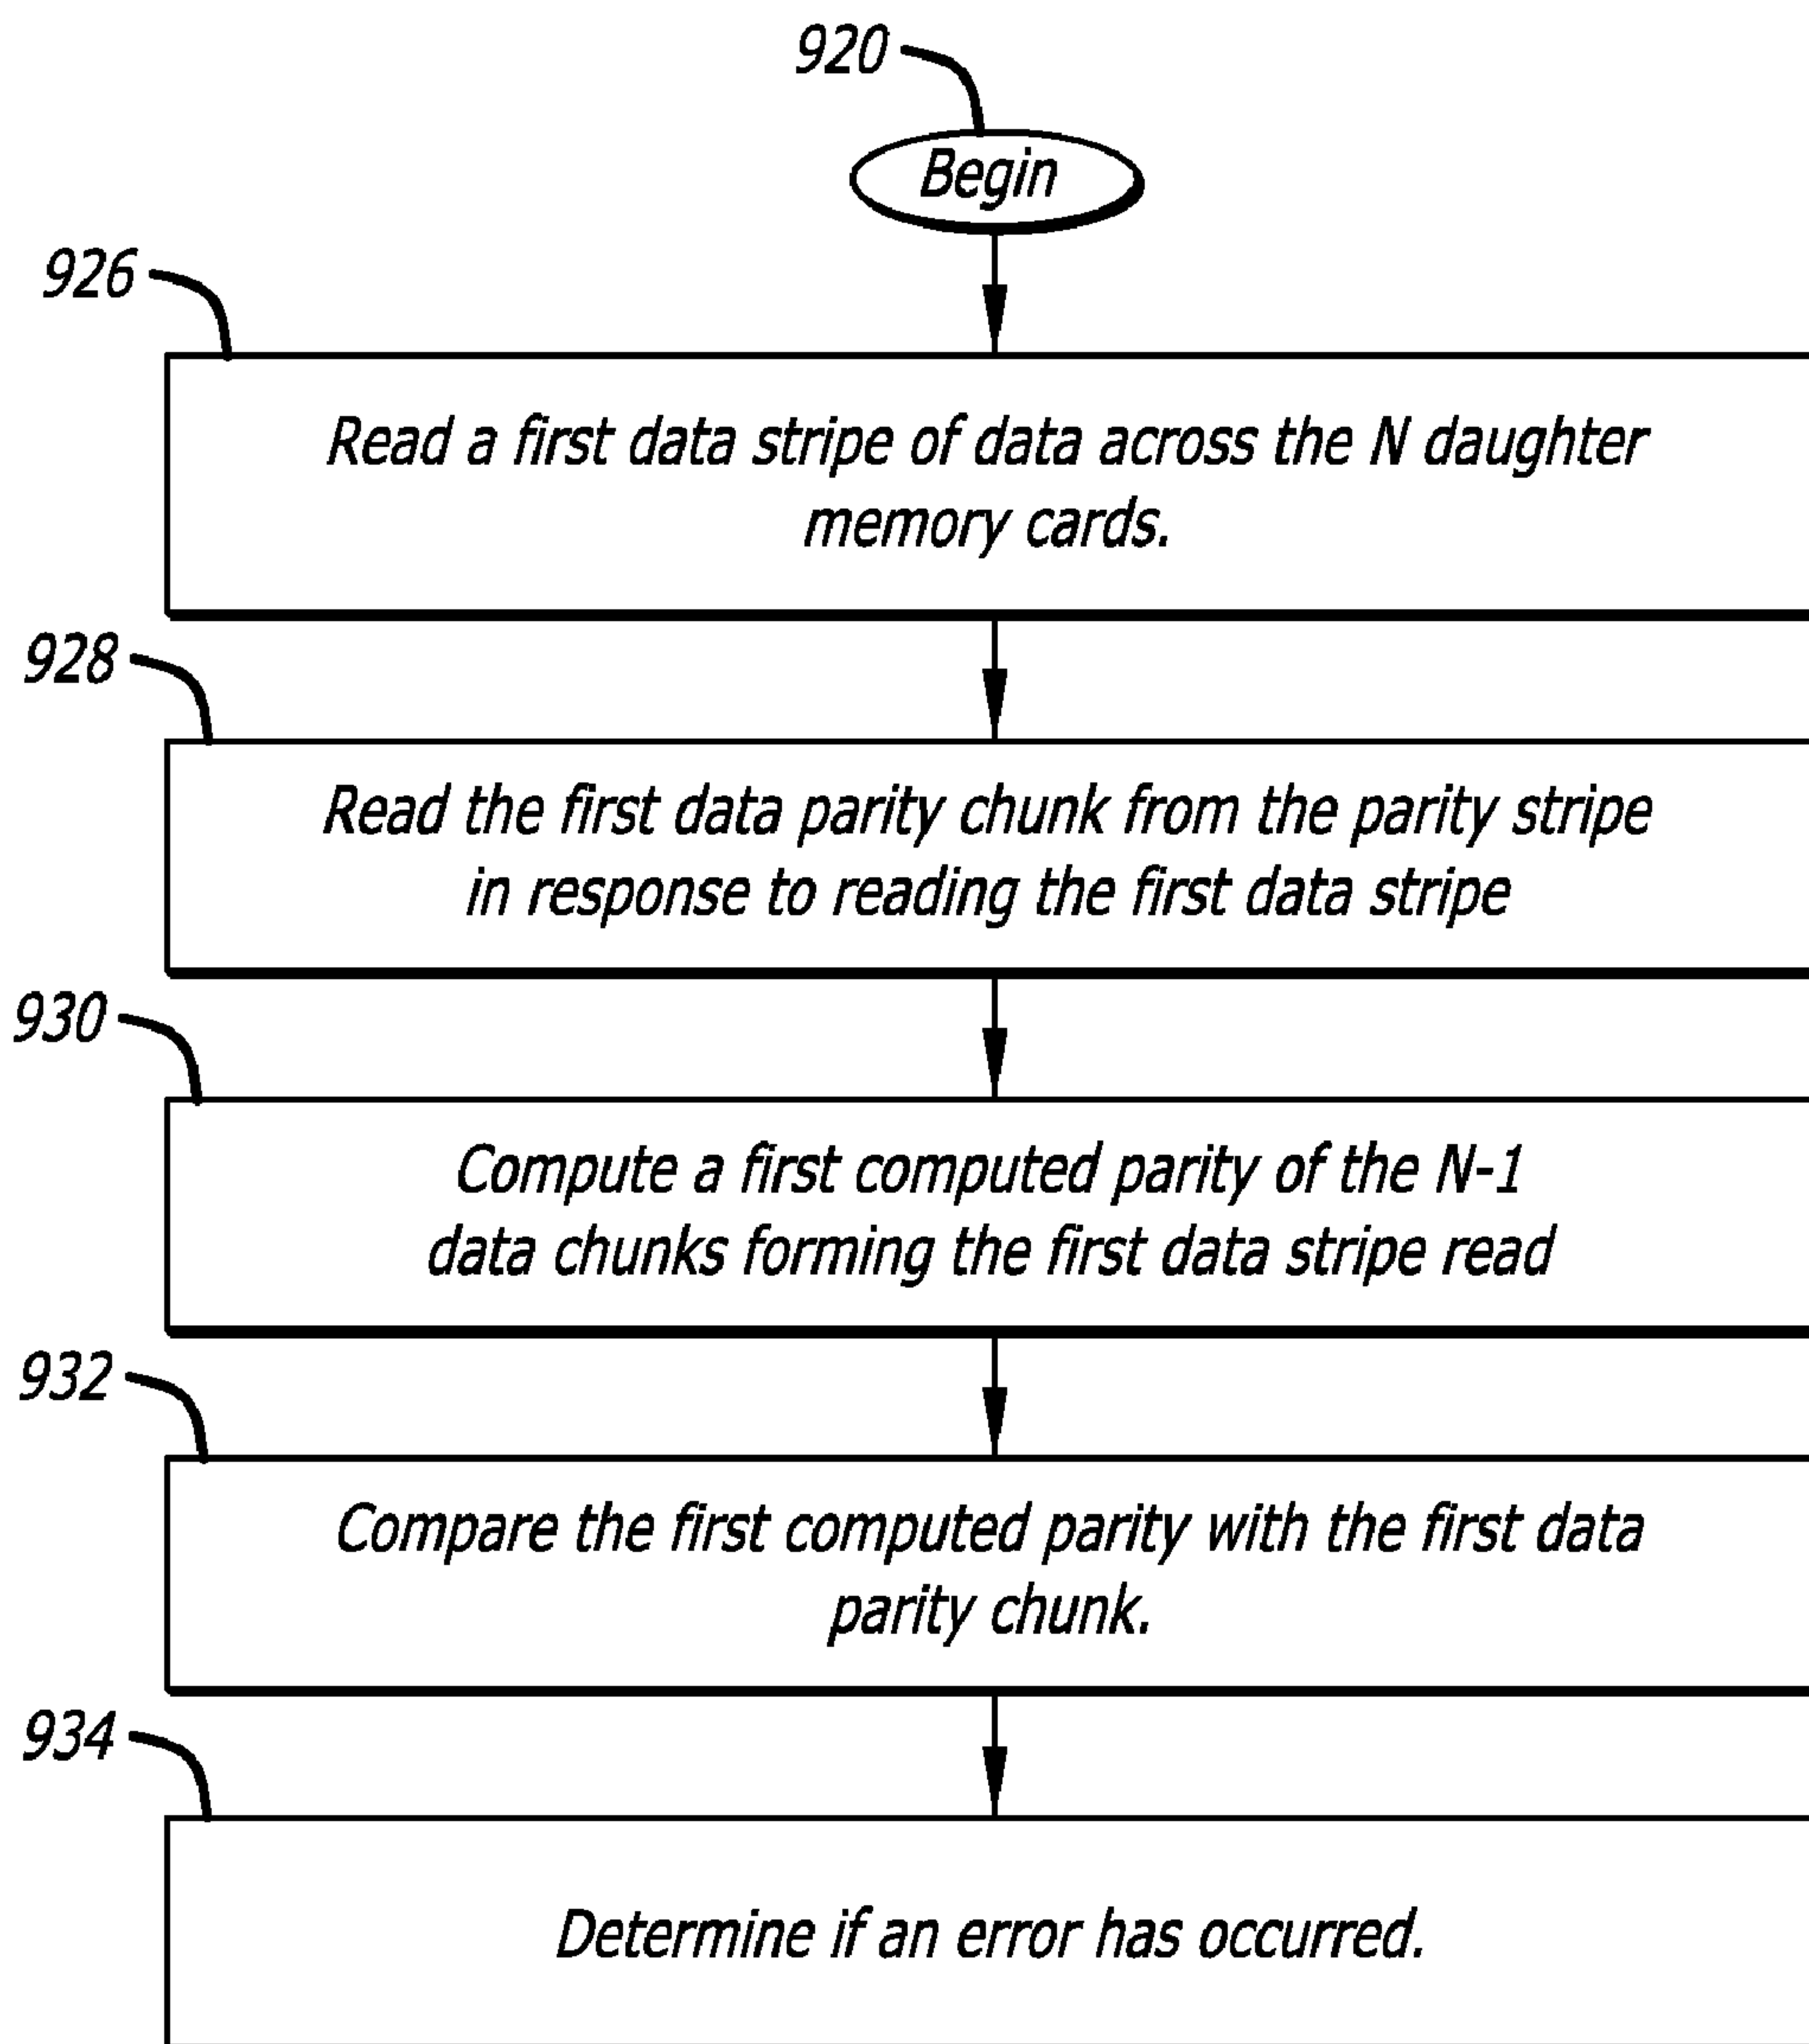 920
Begin
926
Read a first data stripe of data across the N daughter
memory cards.
928
Read the first data parity chunk from the parity stripe
in response to reading the first data stripe
930
Compute a first computed parity of the N-1
data chunks forming the first data stripe read
932
Compare the first computed parity with the first data
parity chunk.
934
Determine if an error has occurred.